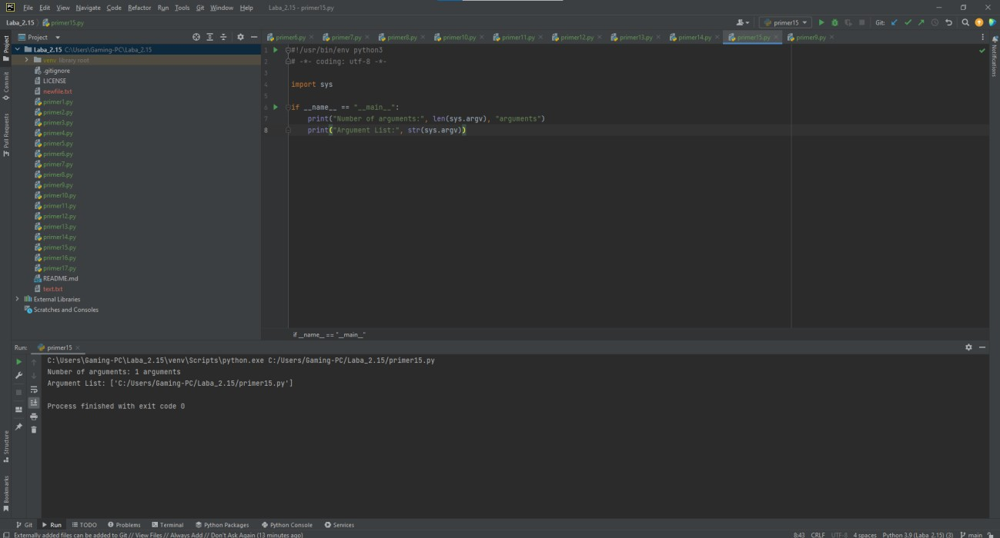 PC File Edit View Navigate Code Refactor Run Tools Git Window Help Laba_2.15 - primer15.py
Laba_2.15 primer15.py primer15 Git:
Project
primer6.py primer7.py primer8.py primer10.py primer11.py primer12.py primer13.py primer14.py primer15.py primer9.py
Project
Commit
Pull Requests
Laba_2.15 C:\Users\Gaming-PC\Laba_2.15
venv library root
.gitignore
LICENSE
newfile.txt
primer1.py
primer2.py
primer3.py
primer4.py
primer5.py
primer6.py
primer7.py
primer8.py
primer9.py
primer10.py
primer11.py
primer12.py
primer13.py
primer14.py
primer15.py
primer16.py
primer17.py
README.md
text.txt
External Libraries
Scratches and Consoles
1 #!/usr/bin/env python3
2 # -*- coding: utf-8 -*-
3
4 import sys
5
6 if __name__ == "__main__":
7 print("Number of arguments:", len(sys.argv), "arguments")
8 print("Argument List:", str(sys.argv))
if __name__ == "__main__"
Notifications
Run: primer15
C:\Users\Gaming-PC\Laba_2.15\venv\Scripts\python.exe C:/Users/Gaming-PC/Laba_2.15/primer15.py
Number of arguments: 1 arguments
Argument List: ['C:/Users/Gaming-PC/Laba_2.15/primer15.py']
Process finished with exit code 0
Structure
Bookmarks
Git Run TODO Problems Terminal Python Packages Python Console Services
Externally added files can be added to Git // View Files // Always Add // Don't Ask Again (13 minutes ago) 8:43 CRLF UTF-8 4 spaces Python 3.9 (Laba_2.15) (3) main